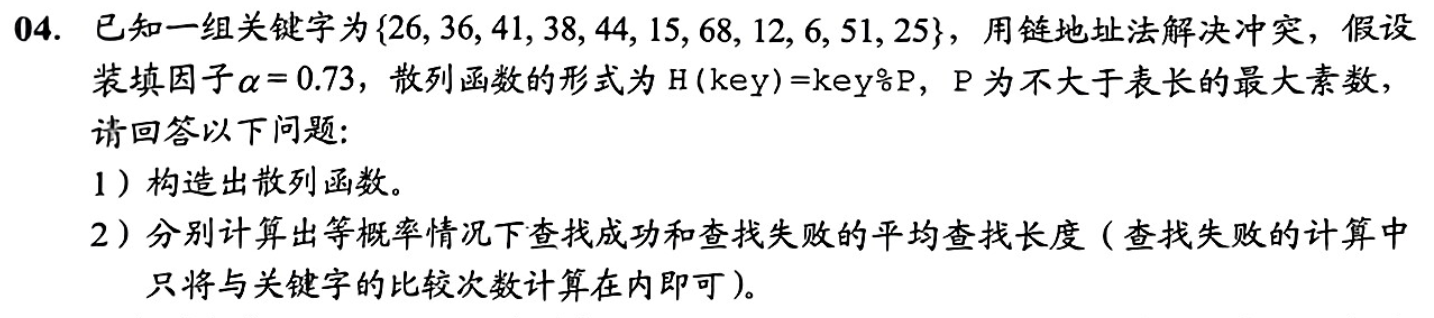 04. 已知一组关键字为{26, 36, 41, 38, 44, 15, 68, 12, 6, 51, 25}，用链地址法解决冲突，假设
装填因子α = 0.73，散列函数的形式为 H(key)=key%P，P 为不大于表长的最大素数，
请回答以下问题：
1）构造出散列函数。
2）分别计算出等概率情况下查找成功和查找失败的平均查找长度（查找失败的计算中
只将与关键字的比较次数计算在内即可）。